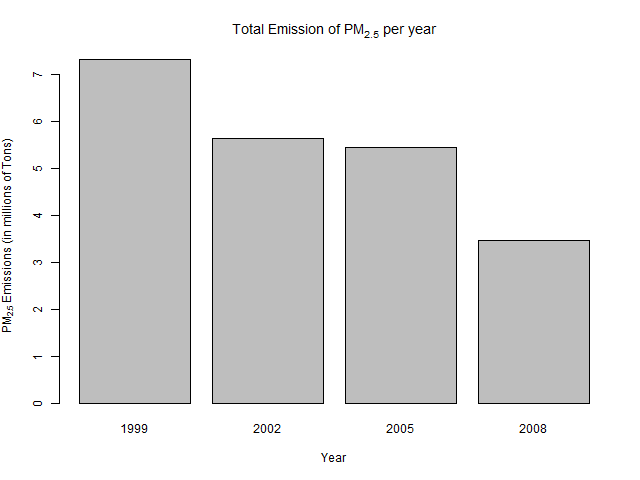 Total Emission of PM2.5 per year
PM2.5 Emissions (in millions of Tons)
7
6
5
4
3
2
1
0
1999 2002 2005 2008
Year